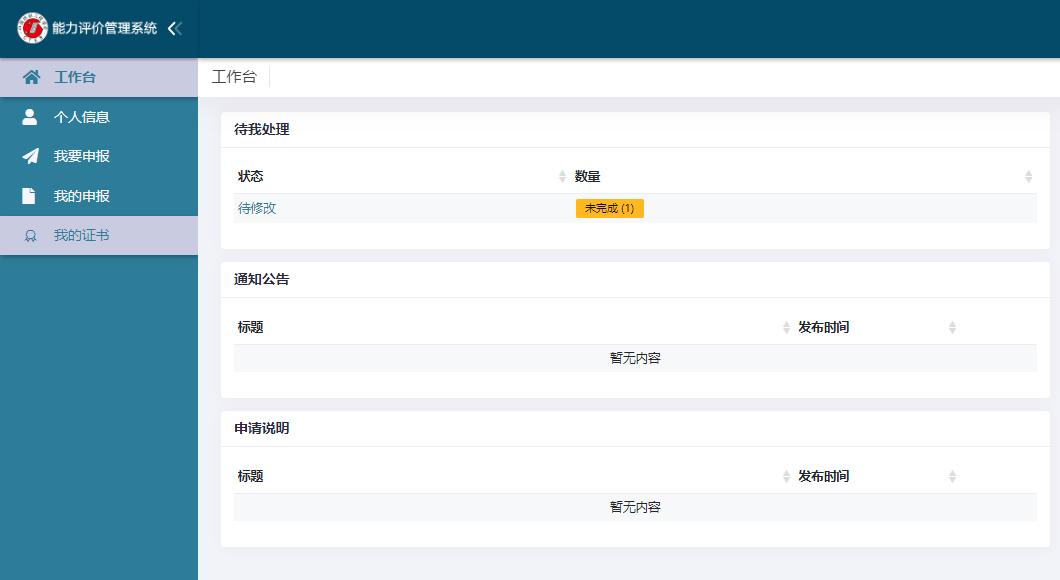 能力评价管理系统
工作台
个人信息
我要申报
我的申报
我的证书
工作台
待我处理
状态 数量
待修改 未完成 (1)
通知公告
标题 发布时间
暂无内容
申请说明
标题 发布时间
暂无内容